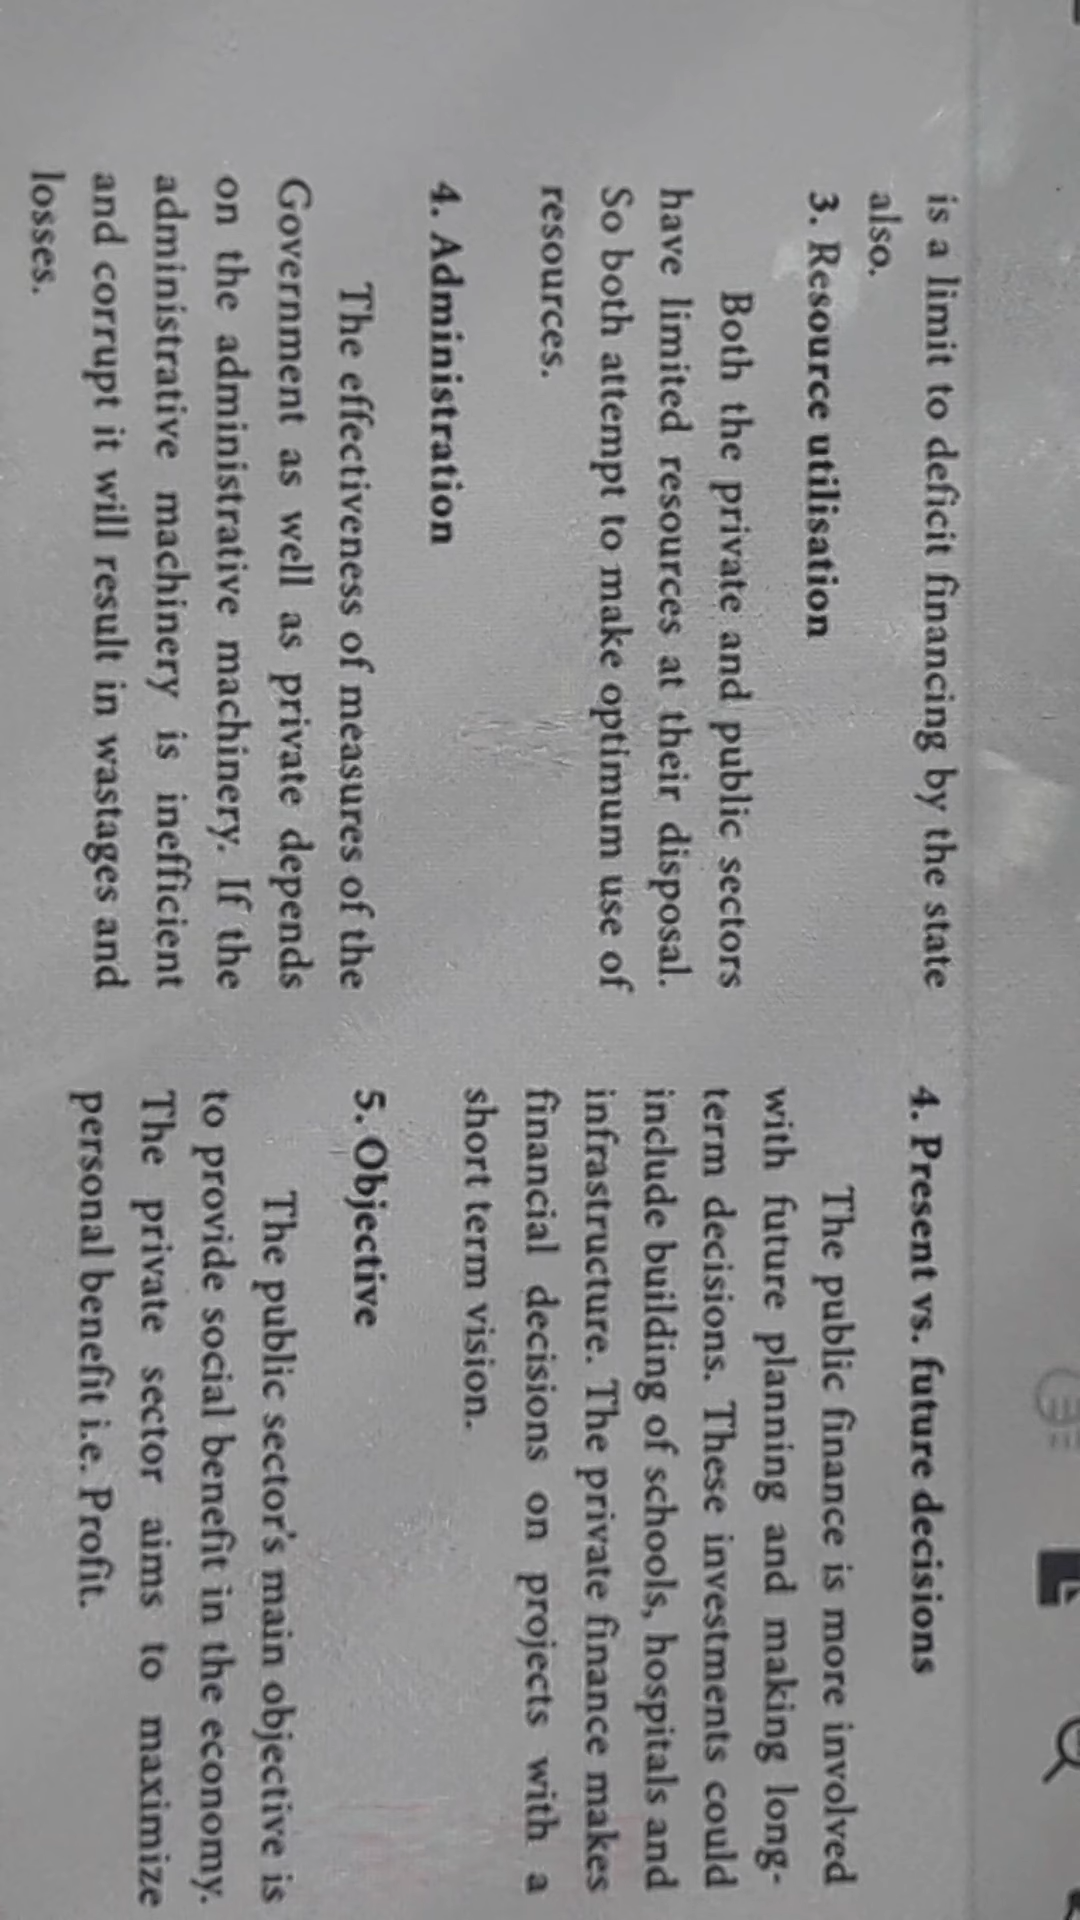 is a limit to deficit financing by the state
also.
3. Resource utilisation
Both the private and public sectors
have limited resources at their disposal.
So both attempt to make optimum use of
resources.
4. Administration
The effectiveness of measures of the
Government as well as private depends
on the administrative machinery. If the
administrative machinery is inefficient
and corrupt it will result in wastages and
losses.
4. Present vs. future decisions
The public finance is more involved
with future planning and making long-
term decisions. These investments could
include building of schools, hospitals and
infrastructure. The private finance makes
financial decisions on projects with a
short term vision.
5. Objective
The public sector's main objective is
to provide social benefit in the economy.
The private sector aims to maximize
personal benefit i.e. Profit.